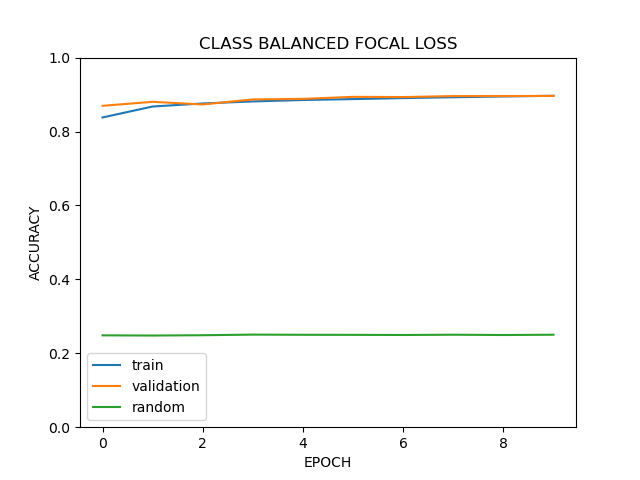 CLASS BALANCED FOCAL LOSS
1.0
0.8
0.6
0.4
0.2
0.0
ACCURACY
train
validation
random
0 2 4 6 8
EPOCH